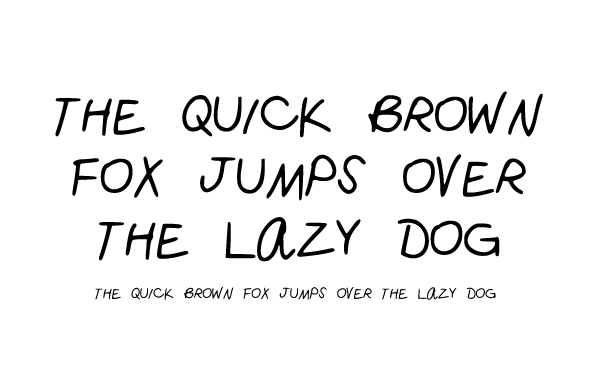 THE QUICK BROWN
FOX JUMPS OVER
THE LAZY DOG
THE QUICK BROWN FOX JUMPS OVER THE LAZY DOG